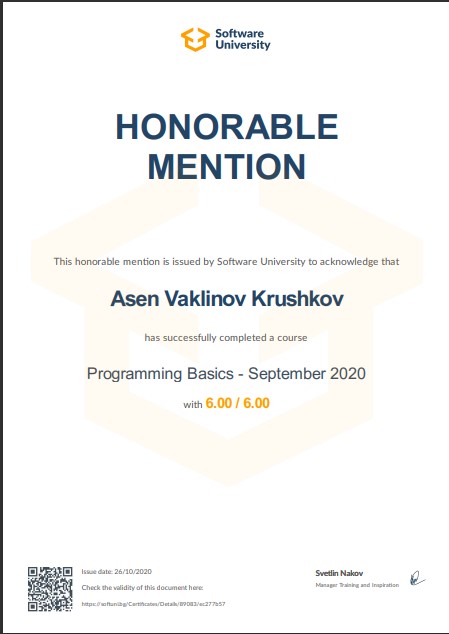 Software
University
HONORABLE
MENTION
This honorable mention is issued by Software University to acknowledge that
Asen Vaklinov Krushkov
has successfully completed a course
Programming Basics - September 2020
with 6.00 / 6.00
Issue date: 26/10/2020
Check the validity of this document here:
https://softuni.bg/Certificates/Details/89083/ec277b57
Svetlin Nakov
Manager Training and Inspiration